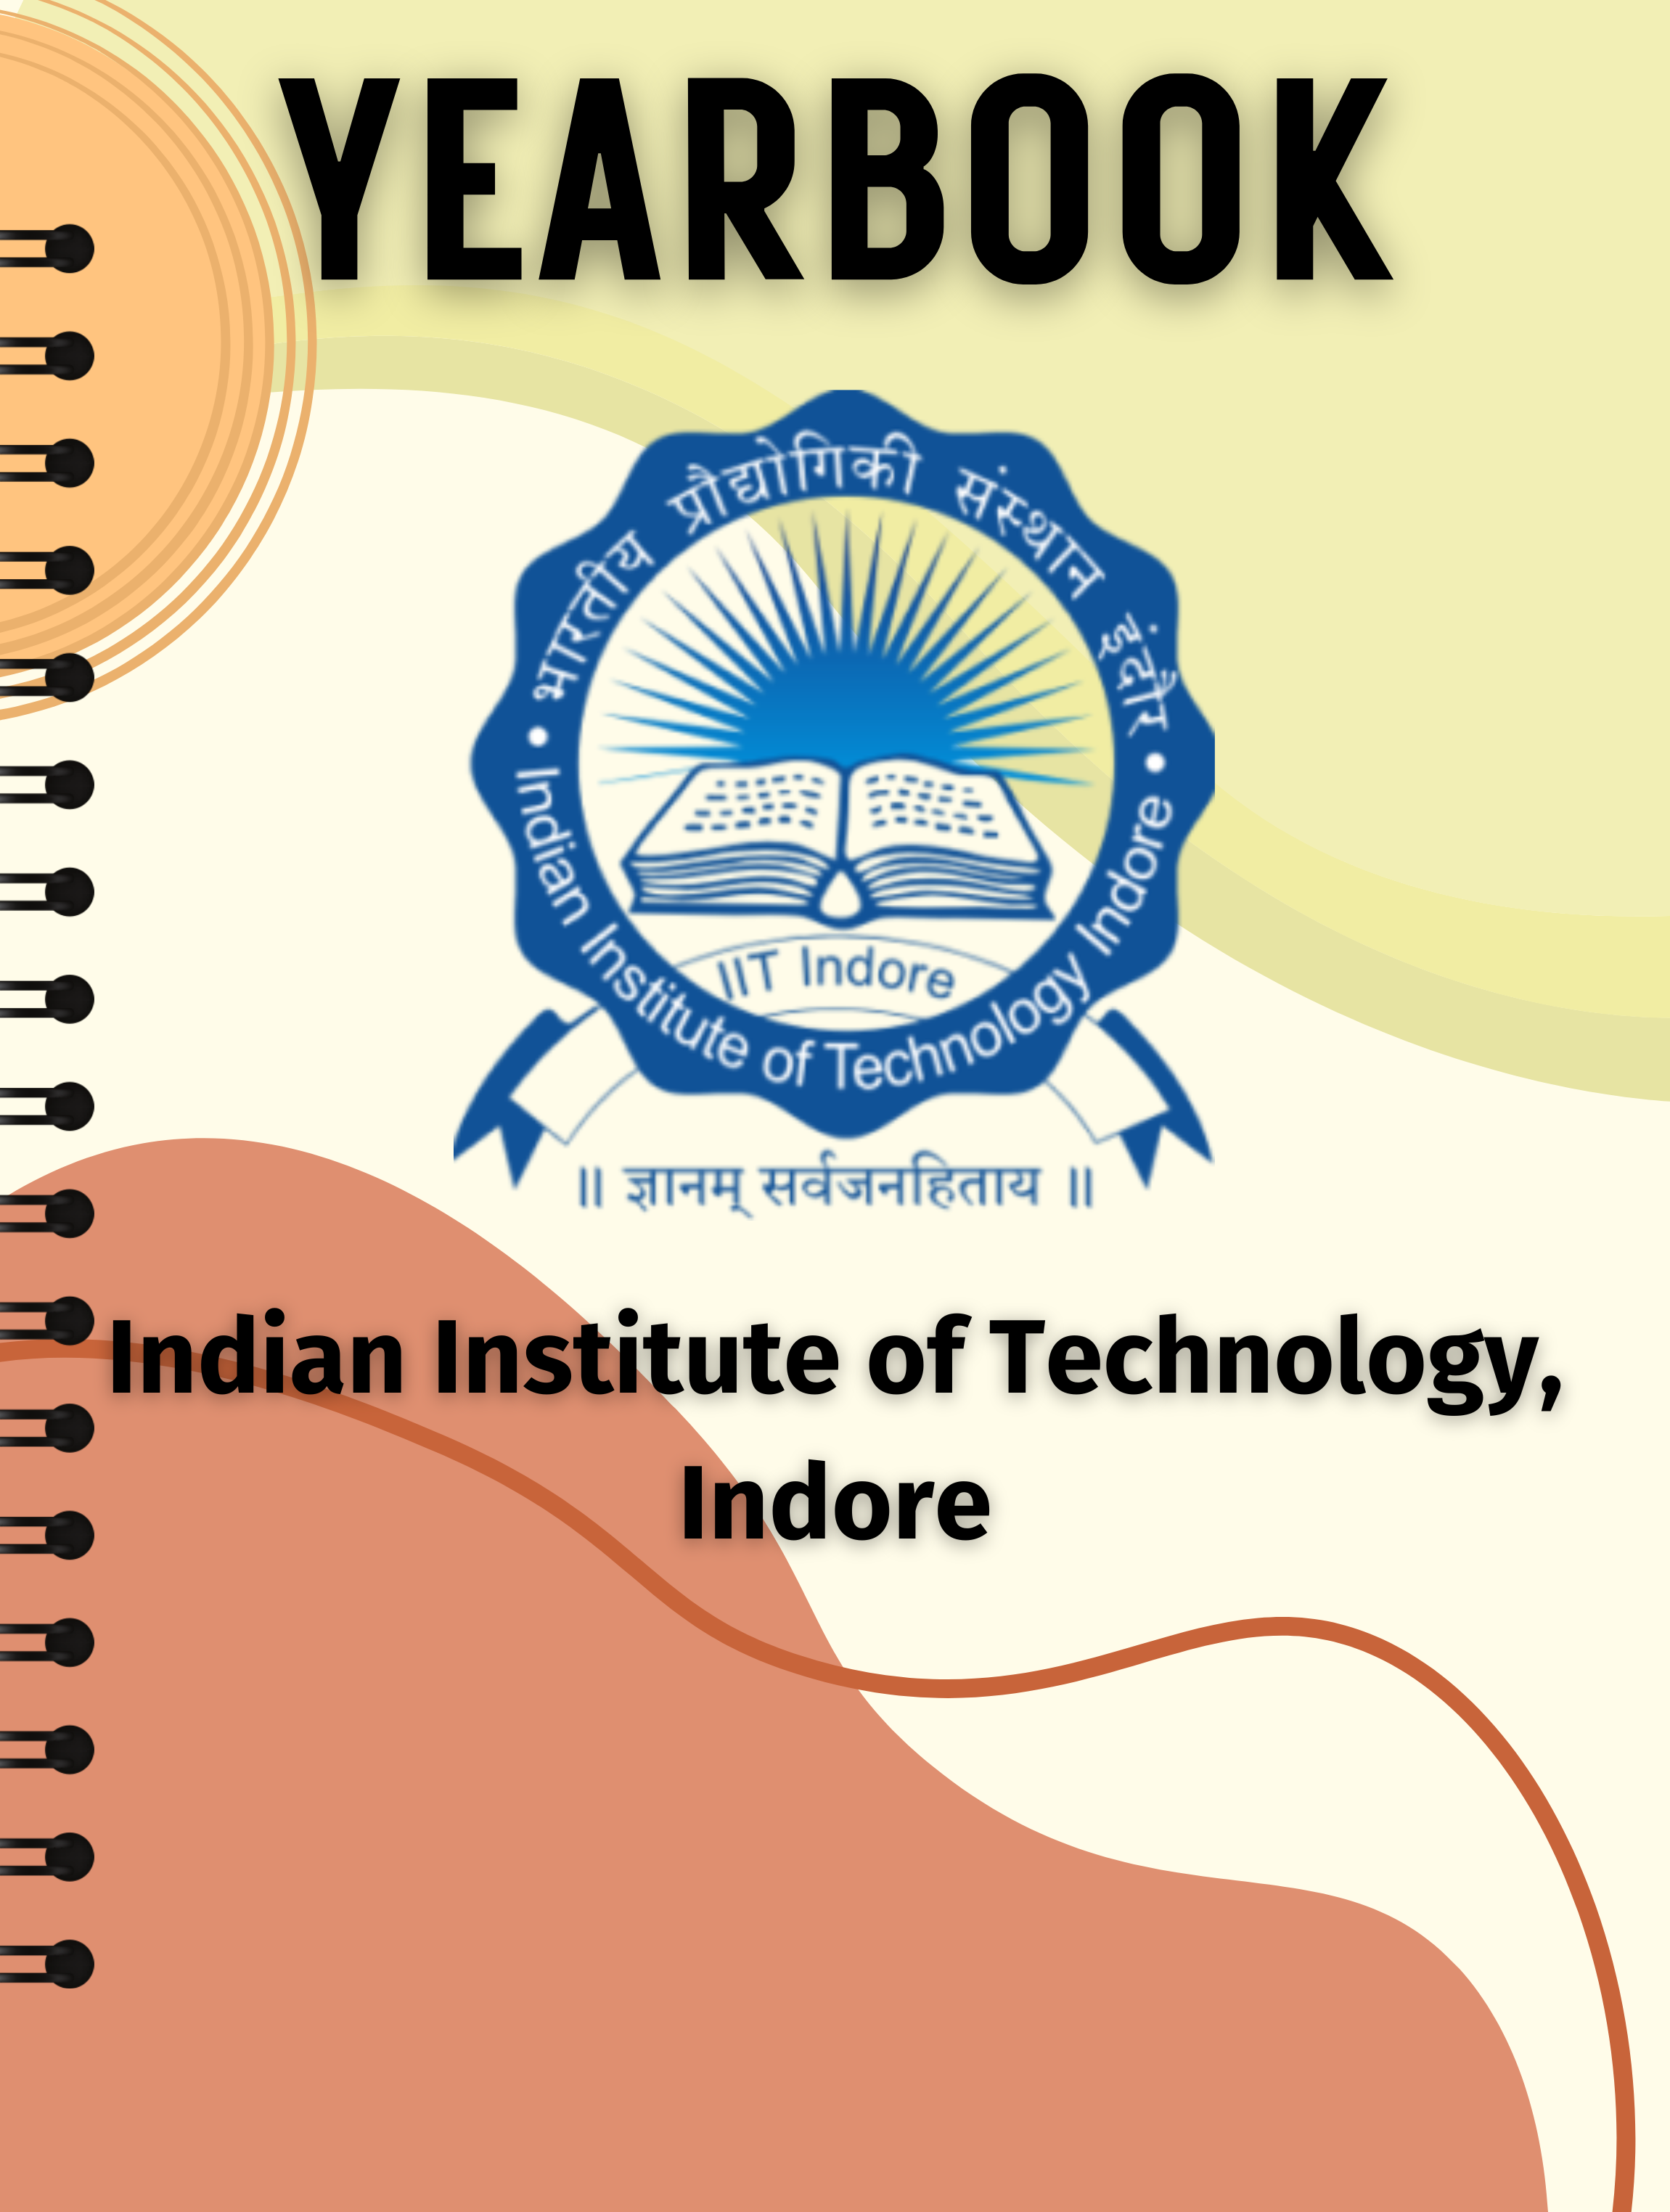 YEARBOOK
भारतीय प्रौद्योगिकी संस्थान इंदौर
Indian Institute of Technology Indore
IIT Indore
॥ ज्ञानम् सर्वजनहिताय ॥
Indian Institute of Technology,
Indore